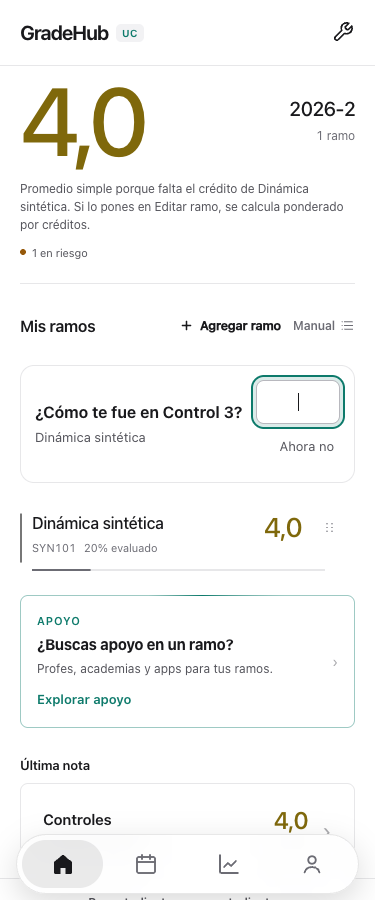 GradeHub UC
4,0
2026-2
1 ramo
Promedio simple porque falta el crédito de Dinámica
sintética. Si lo pones en Editar ramo, se calcula ponderado
por créditos.
1 en riesgo
Mis ramos
+ Agregar ramo
Manual
¿Cómo te fue en Control 3?
Dinámica sintética
Ahora no
Dinámica sintética
4,0
SYN101 20% evaluado
APOYO
¿Buscas apoyo en un ramo?
Profes, academias y apps para tus ramos.
Explorar apoyo
Última nota
Controles
4,0